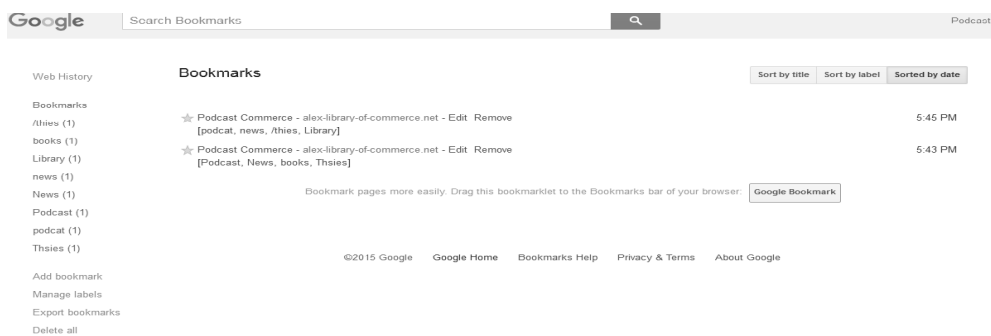 Google
Search Bookmarks
Podcast
Web History
Bookmarks
/thies (1)
books (1)
Library (1)
news (1)
News (1)
Podcast (1)
podcat (1)
Thsies (1)
Add bookmark
Manage labels
Export bookmarks
Delete all
Bookmarks
Sort by title Sort by label Sorted by date
Podcast Commerce - alex-library-of-commerce.net - Edit Remove 5:45 PM
[podcat, news, /thies, Library]
Podcast Commerce - alex-library-of-commerce.net - Edit Remove 5:43 PM
[Podcast, News, books, Thsies]
Bookmark pages more easily. Drag this bookmarklet to the Bookmarks bar of your browser: Google Bookmark
©2015 Google Google Home Bookmarks Help Privacy & Terms About Google